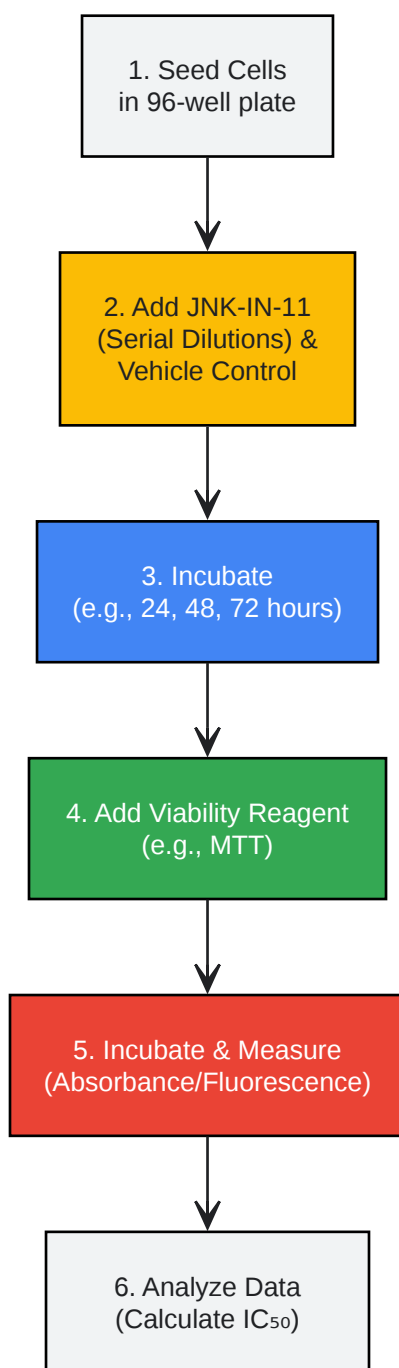 1. Seed Cells
in 96-well plate
2. Add JNK-IN-11
(Serial Dilutions) &
Vehicle Control
3. Incubate
(e.g., 24, 48, 72 hours)
4. Add Viability Reagent
(e.g., MTT)
5. Incubate & Measure
(Absorbance/Fluorescence)
6. Analyze Data
(Calculate IC₅₀)